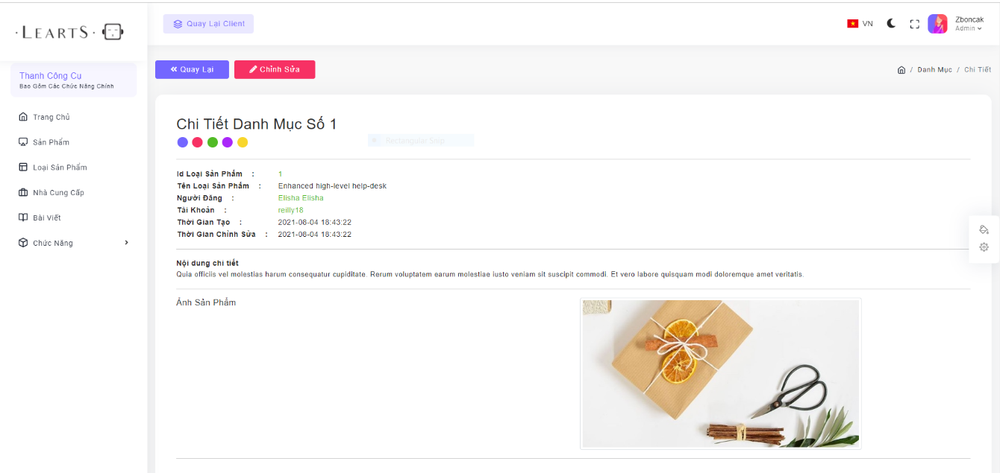 · LEARTS ·
Quay Lại Client
VN
Zboncak
Admin
Thanh Công Cu
Bao Gồm Các Chức Năng Chính
Trang Chủ
Sản Phẩm
Loại Sản Phẩm
Nhà Cung Cấp
Bài Viết
Chức Năng
Quay Lại
Chỉnh Sửa
/ Danh Mục / Chi Tiết
Chi Tiết Danh Mục Số 1
Rectangular Snip
Id Loại Sản Phẩm : 1
Tên Loại Sản Phẩm : Enhanced high-level help-desk
Người Đăng : Elisha Elisha
Tài Khoản : reilly18
Thời Gian Tạo : 2021-08-04 18:43:22
Thời Gian Chỉnh Sửa : 2021-08-04 18:43:22
Nội dung chi tiết
Quia officiis vel molestias harum consequatur cupiditate. Rerum voluptatem earum molestiae iusto veniam sit suscipit commodi. Et vero labore quisquam modi doloremque amet veritatis.
Ảnh Sản Phẩm